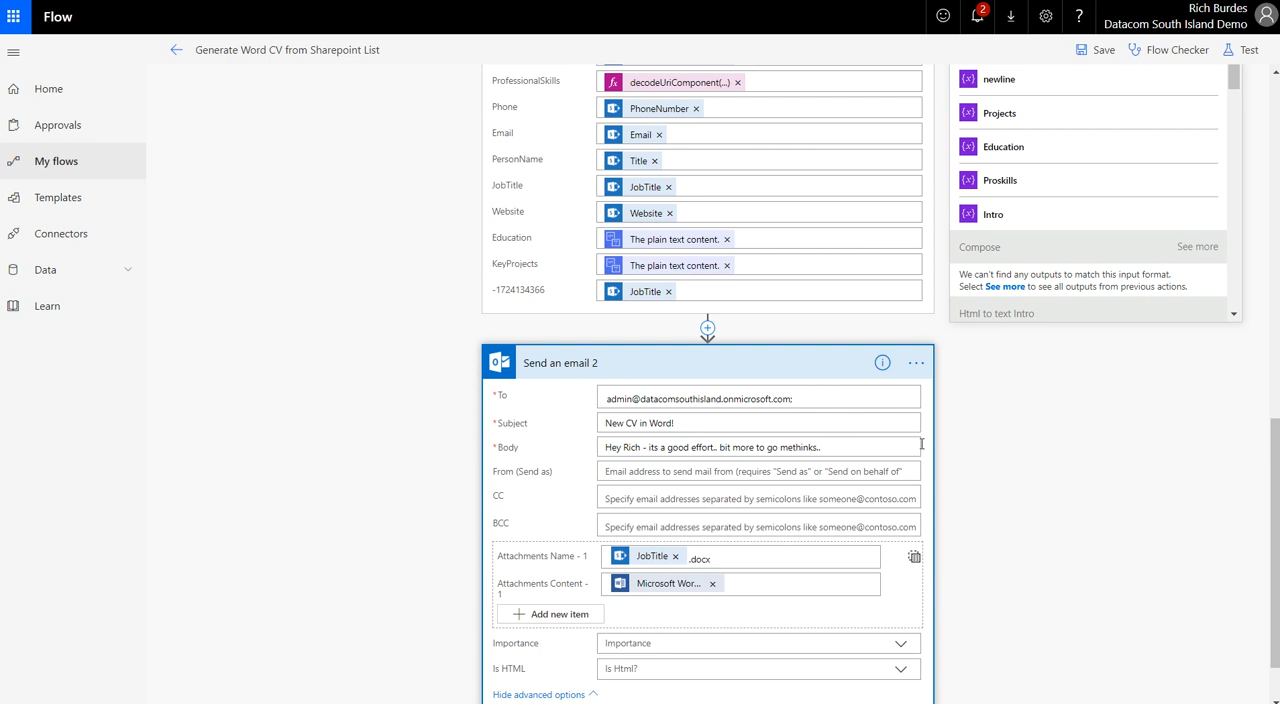 Flow
2
Rich Burdes
Datacom South Island Demo
Generate Word CV from Sharepoint List
Save
Flow Checker
Test
Home
Approvals
My flows
Templates
Connectors
Data
Learn
ProfessionalSkills
fx decodeUriComponent(...) ×
Phone
PhoneNumber ×
Email
Email ×
PersonName
Title ×
JobTitle
JobTitle ×
Website
Website ×
Education
The plain text content. ×
KeyProjects
The plain text content. ×
-1724134366
JobTitle ×
{x} newline
{x} Projects
{x} Education
{x} Proskills
{x} Intro
Compose See more
We can't find any outputs to match this input format.
Select See more to see all outputs from previous actions.
Html to text Intro
Send an email 2
* To
admin@datacomsouthisland.onmicrosoft.com;
* Subject
New CV in Word!
* Body
Hey Rich - its a good effort.. bit more to go methinks..
From (Send as)
Email address to send mail from (requires "Send as" or "Send on behalf of"
CC
Specify email addresses separated by semicolons like someone@contoso.com
BCC
Specify email addresses separated by semicolons like someone@contoso.com
Attachments Name - 1
JobTitle × .docx
Attachments Content -
1
Microsoft Wor... ×
Add new item
Importance
Importance
Is HTML
Is Html?
Hide advanced options